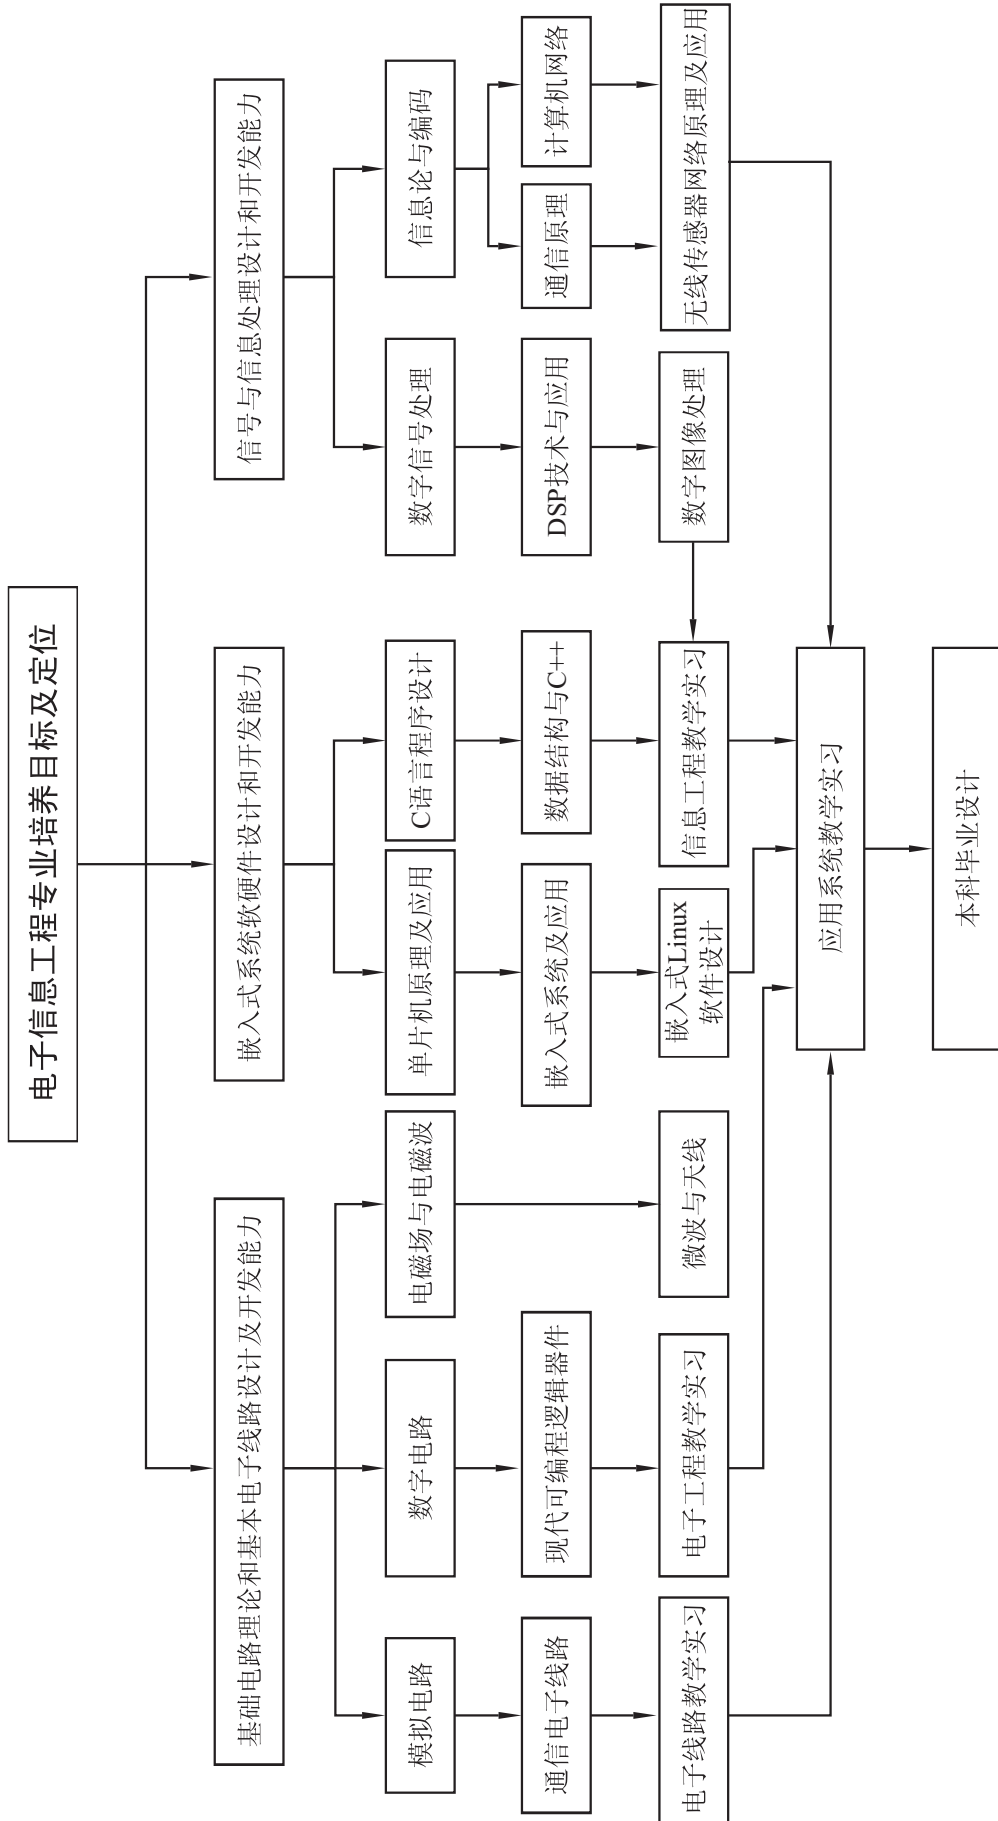 电子信息工程专业培养目标及定位
基础电路理论和基本电子线路设计及开发能力
嵌入式系统软硬件设计和开发能力
信号与信息处理设计和开发能力
模拟电路
数字电路
电磁场与电磁波
单片机原理及应用
C语言程序设计
数字信号处理
信息论与编码
通信电子线路
现代可编程逻辑器件
嵌入式系统及应用
数据结构与C++
DSP技术与应用
通信原理
计算机网络
电子线路教学实习
电子工程教学实习
微波与天线
嵌入式Linux
软件设计
信息工程教学实习
数字图像处理
无线传感器网络原理及应用
应用系统教学实习
本科毕业设计